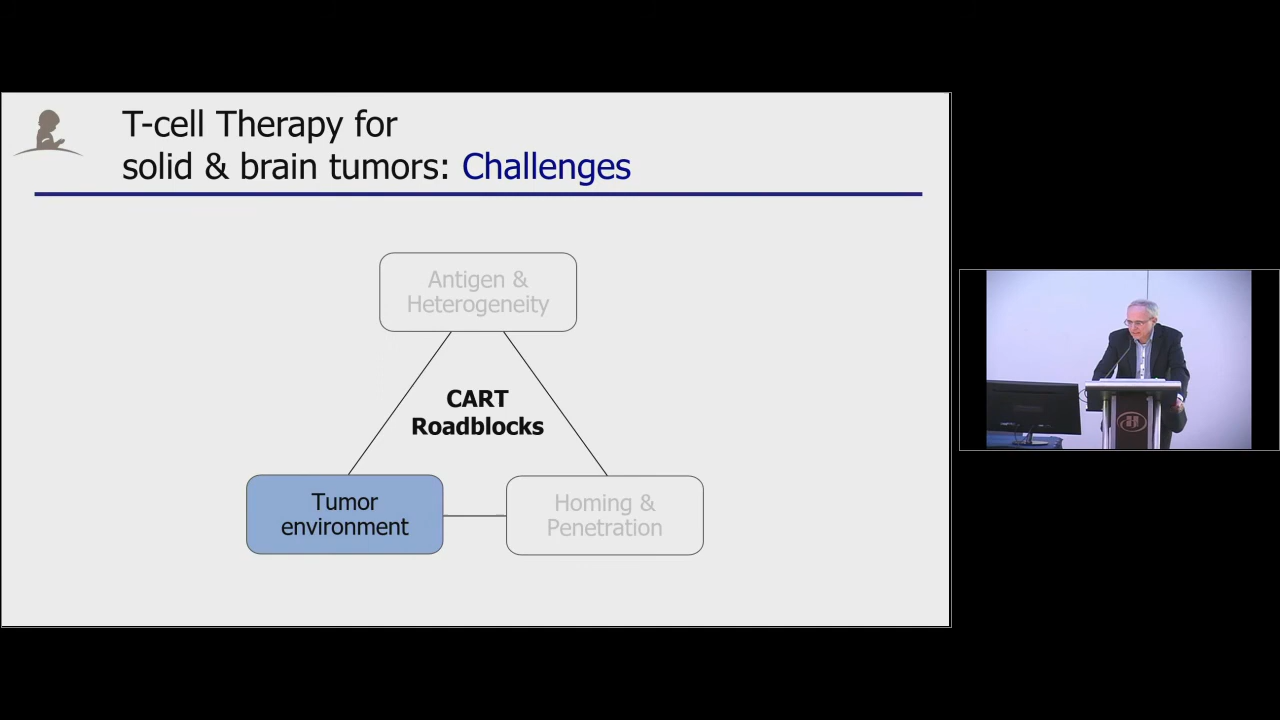 T-cell Therapy for
solid & brain tumors: Challenges
Antigen &
Heterogeneity
CART
Roadblocks
Tumor
environment
Homing &
Penetration